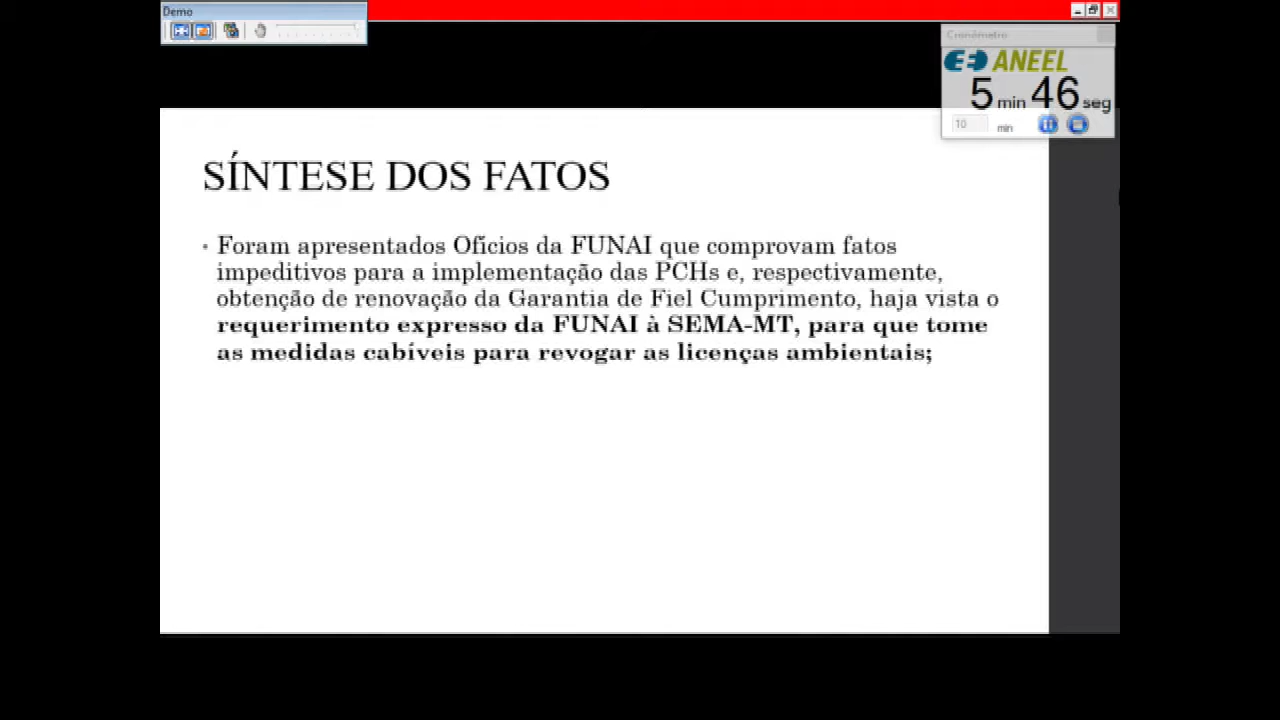 Demo
Cronômetro
ANEEL
5 min 46 seg
10 min
SÍNTESE DOS FATOS
• Foram apresentados Ofícios da FUNAI que comprovam fatos
impeditivos para a implementação das PCHs e, respectivamente,
obtenção de renovação da Garantia de Fiel Cumprimento, haja vista o
requerimento expresso da FUNAI à SEMA-MT, para que tome
as medidas cabíveis para revogar as licenças ambientais;